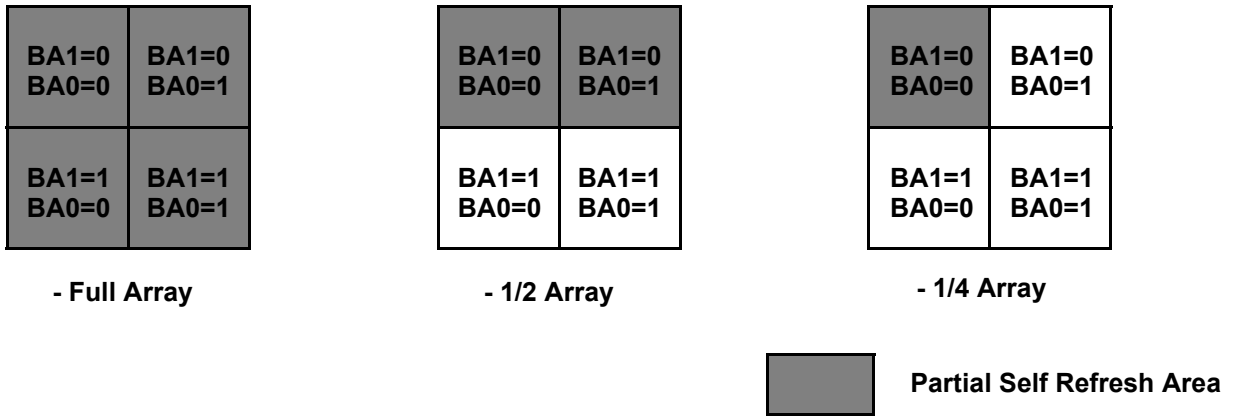 BA1=0 BA1=0
BA0=0 BA0=1
BA1=1 BA1=1
BA0=0 BA0=1
- Full Array
BA1=0 BA1=0
BA0=0 BA0=1
BA1=1 BA1=1
BA0=0 BA0=1
- 1/2 Array
BA1=0 BA1=0
BA0=0 BA0=1
BA1=1 BA1=1
BA0=0 BA0=1
- 1/4 Array
Partial Self Refresh Area